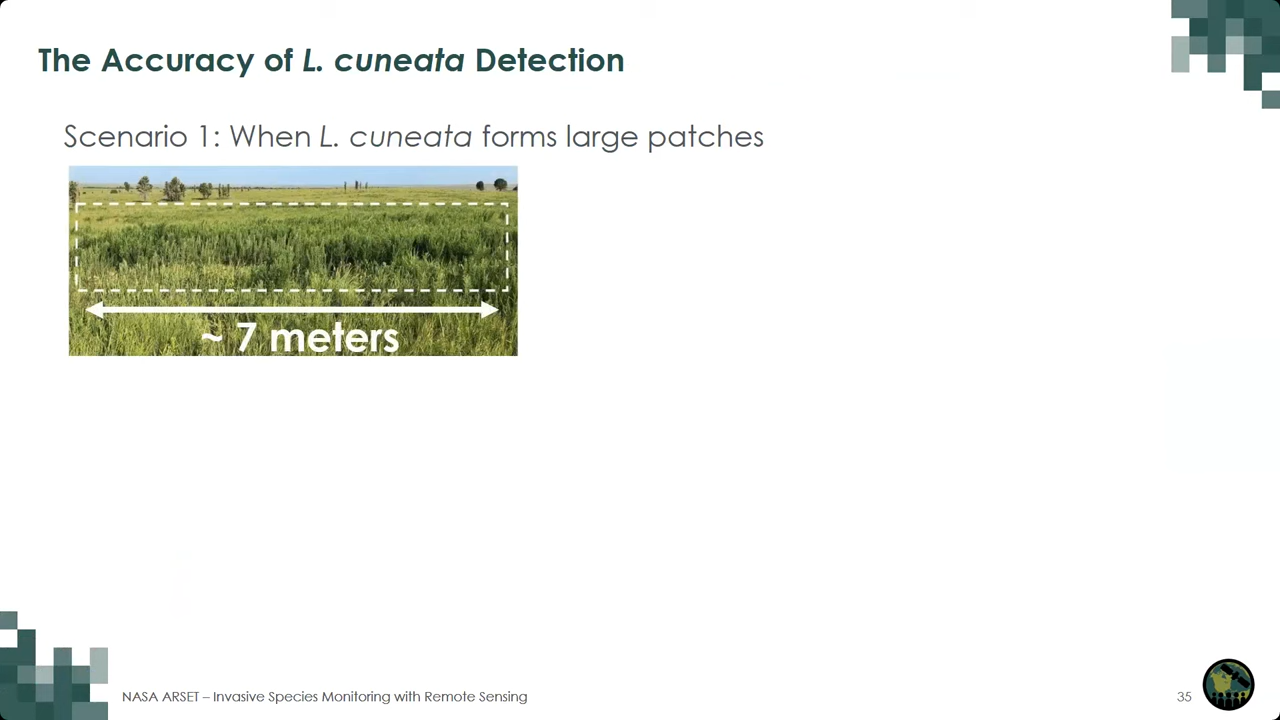 The Accuracy of L. cuneata Detection
Scenario 1: When L. cuneata forms large patches
~ 7 meters
NASA ARSET – Invasive Species Monitoring with Remote Sensing
35